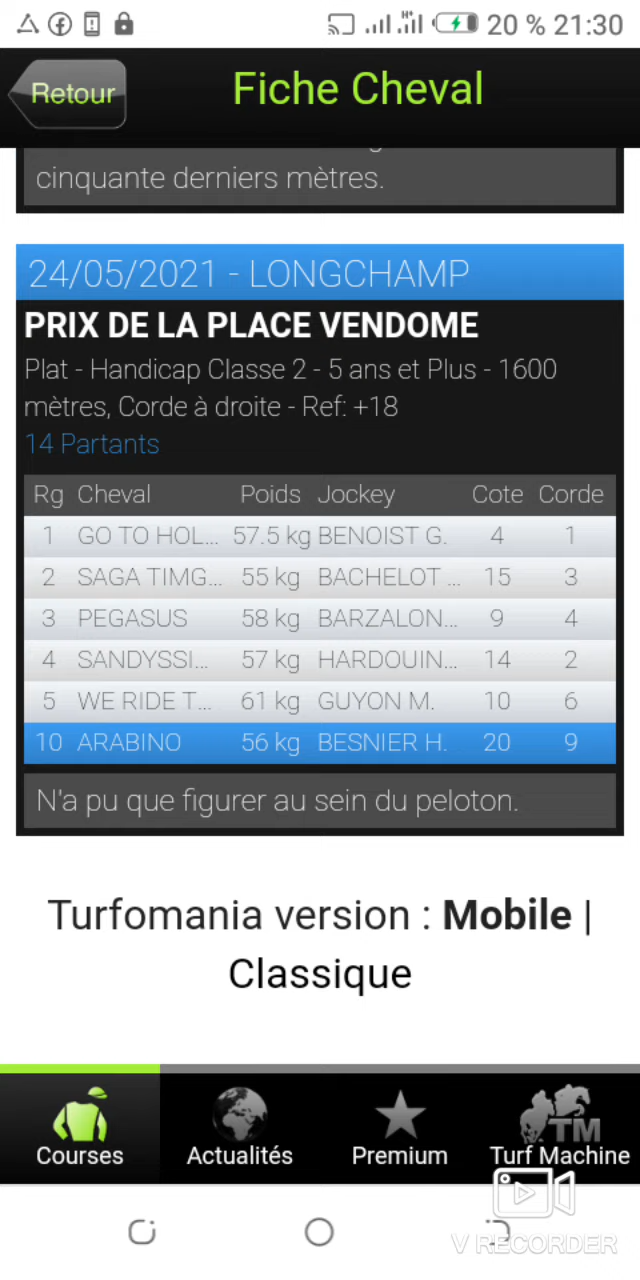 H+ 20 % 21:30
Retour Fiche Cheval
cinquante derniers mètres.
24/05/2021 - LONGCHAMP
PRIX DE LA PLACE VENDOME
Plat - Handicap Classe 2 - 5 ans et Plus - 1600
mètres, Corde à droite - Ref: +18
14 Partants
Rg Cheval Poids Jockey Cote Corde
1 GO TO HOL... 57.5 kg BENOIST G. 4 1
2 SAGA TIMG... 55 kg BACHELOT ... 15 3
3 PEGASUS 58 kg BARZALON... 9 4
4 SANDYSSI... 57 kg HARDOUIN... 14 2
5 WE RIDE T... 61 kg GUYON M. 10 6
10 ARABINO 56 kg BESNIER H. 20 9
N'a pu que figurer au sein du peloton.
Turfomania version : Mobile |
Classique
TM
Courses Actualités Premium Turf Machine
V RECORDER